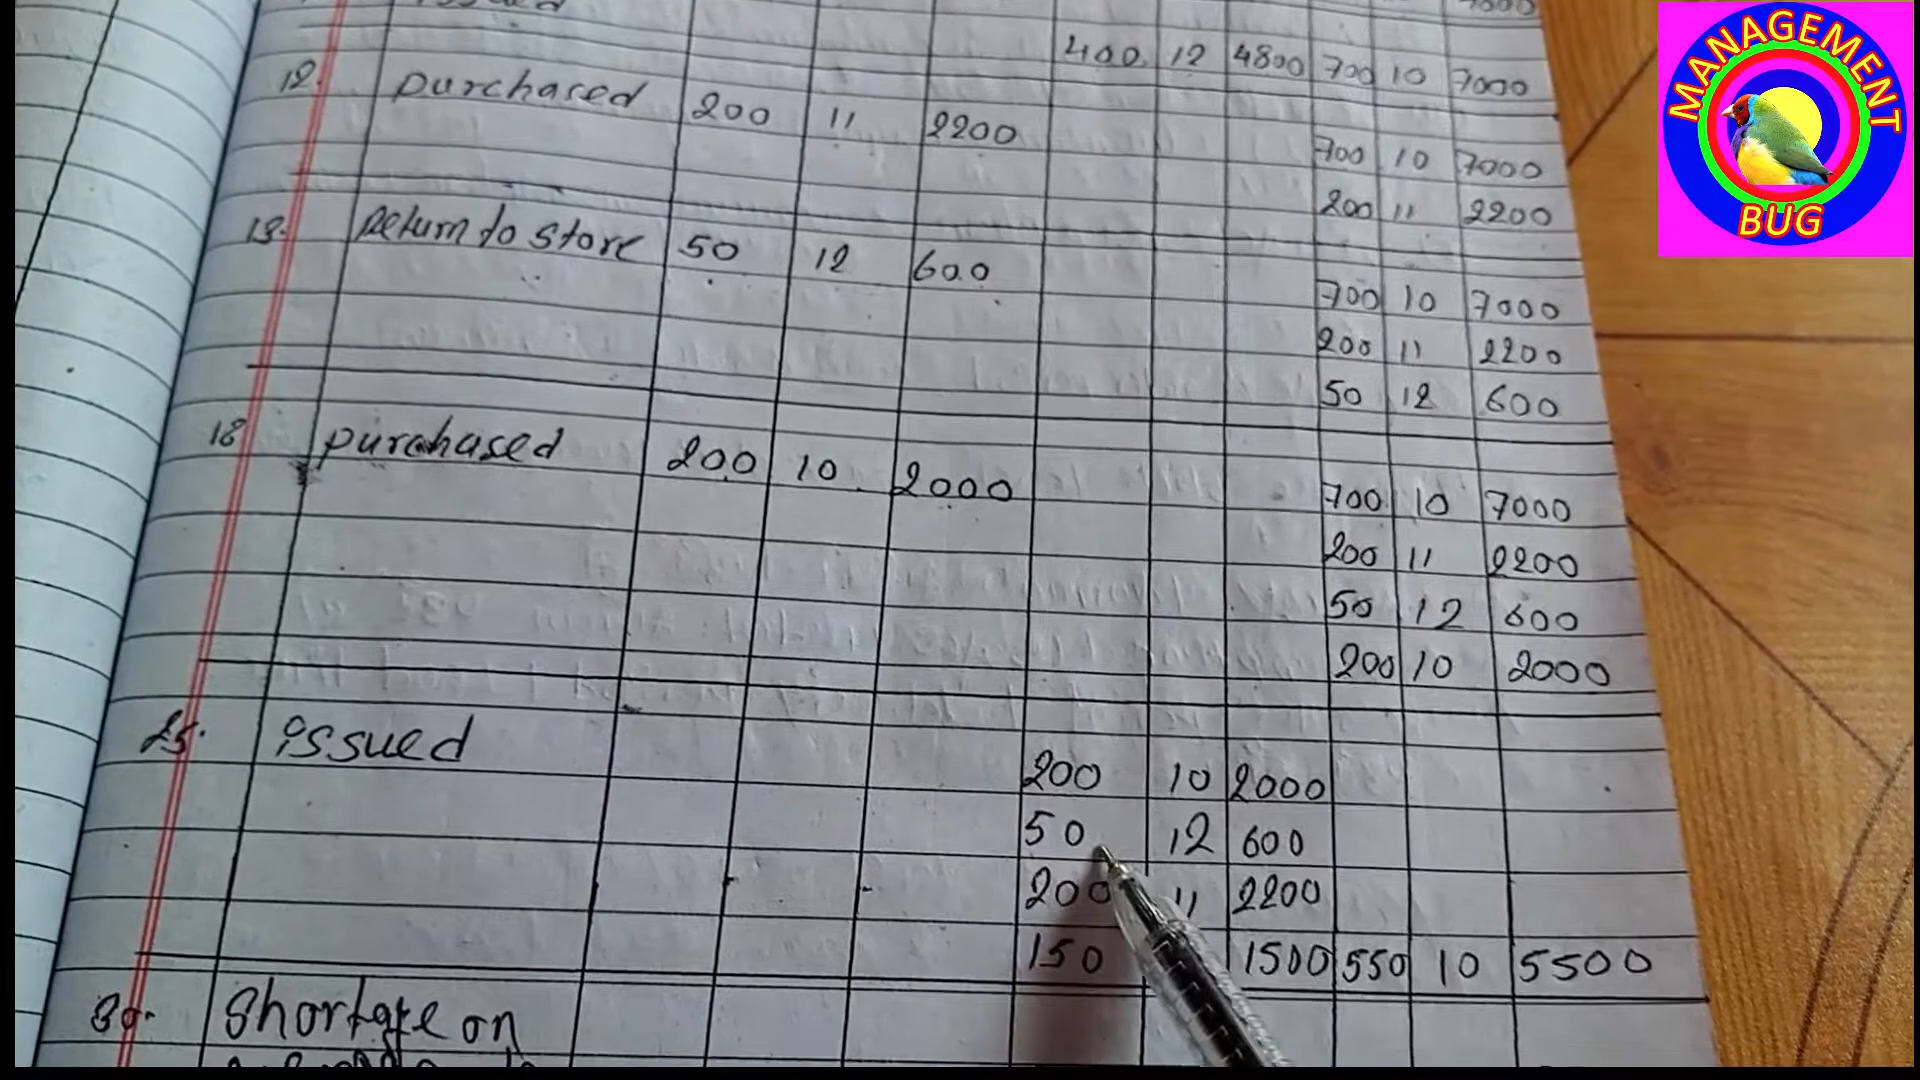 400 12 4800 700 10 7000
12. purchased 200 11 2200
700 10 7000
200 11 2200
13. Return to store 50 12 600
700 10 7000
200 11 2200
50 12 600
18 purchased 200 10 2000
700 10 7000
200 11 2200
50 12 600
200 10 2000
25. issued
200 10 2000
50 12 600
200 11 2200
150 1500 550 10 5500
30. Shortage on
MANAGEMENT
BUG